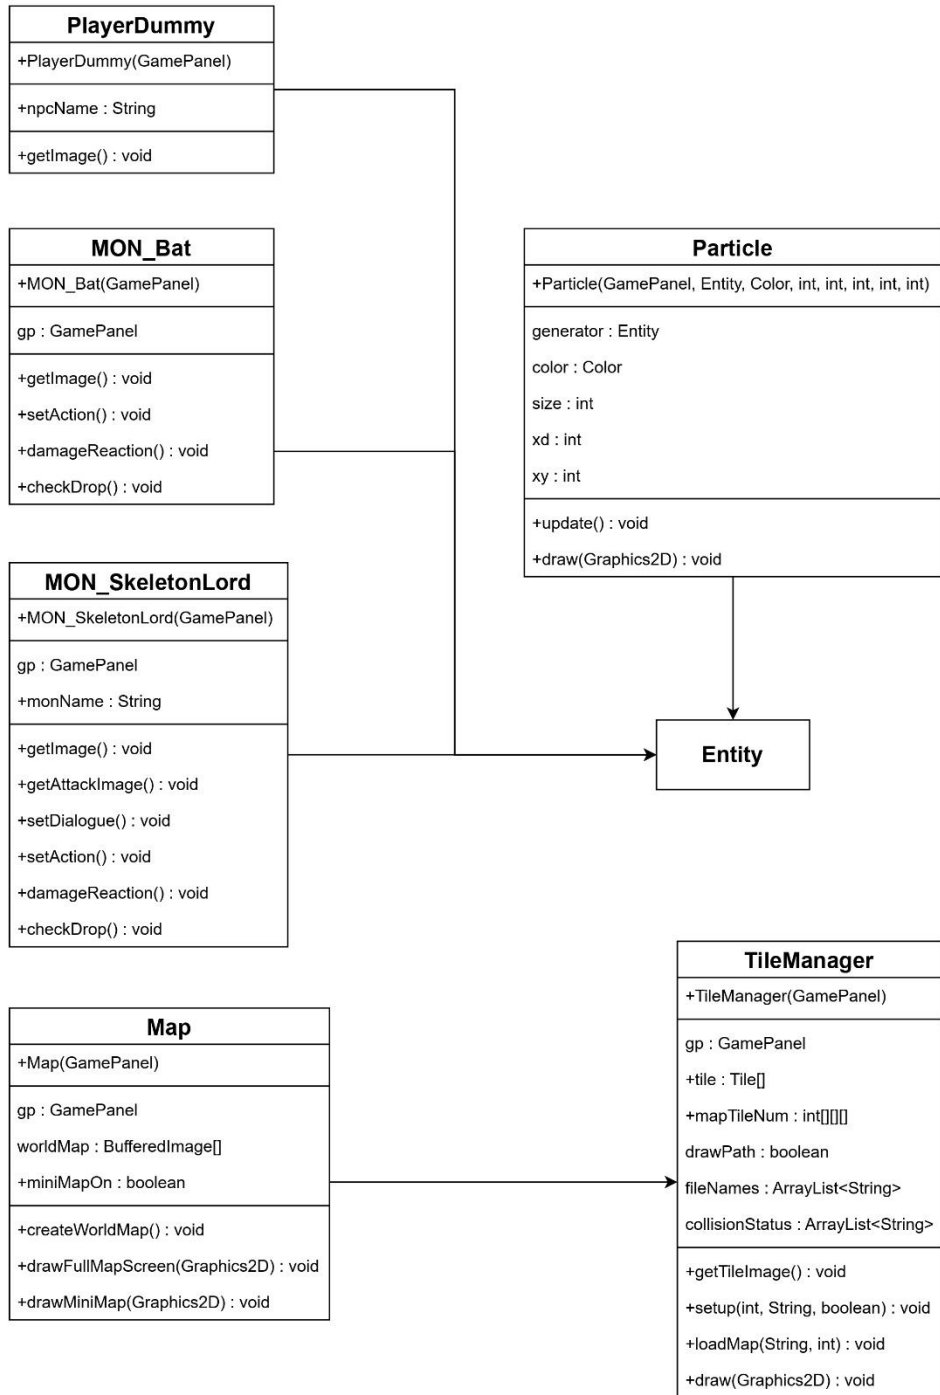 PlayerDummy
+PlayerDummy(GamePanel)
+npcName : String
+getImage() : void
MON_Bat
+MON_Bat(GamePanel)
gp : GamePanel
+getImage() : void
+setAction() : void
+damageReaction() : void
+checkDrop() : void
Particle
+Particle(GamePanel, Entity, Color, int, int, int, int, int)
generator : Entity
color : Color
size : int
xd : int
xy : int
+update() : void
+draw(Graphics2D) : void
MON_SkeletonLord
+MON_SkeletonLord(GamePanel)
gp : GamePanel
+monName : String
+getImage() : void
+getAttackImage() : void
+setDialogue() : void
+setAction() : void
+damageReaction() : void
+checkDrop() : void
Entity
Map
+Map(GamePanel)
gp : GamePanel
worldMap : BufferedImage[]
+miniMapOn : boolean
+createWorldMap() : void
+drawFullMapScreen(Graphics2D) : void
+drawMiniMap(Graphics2D) : void
TileManager
+TileManager(GamePanel)
gp : GamePanel
+tile : Tile[]
+mapTileNum : int[][][]
drawPath : boolean
fileNames : ArrayList<String>
collisionStatus : ArrayList<String>
+getTileImage() : void
+setup(int, String, boolean) : void
+loadMap(String, int) : void
+draw(Graphics2D) : void